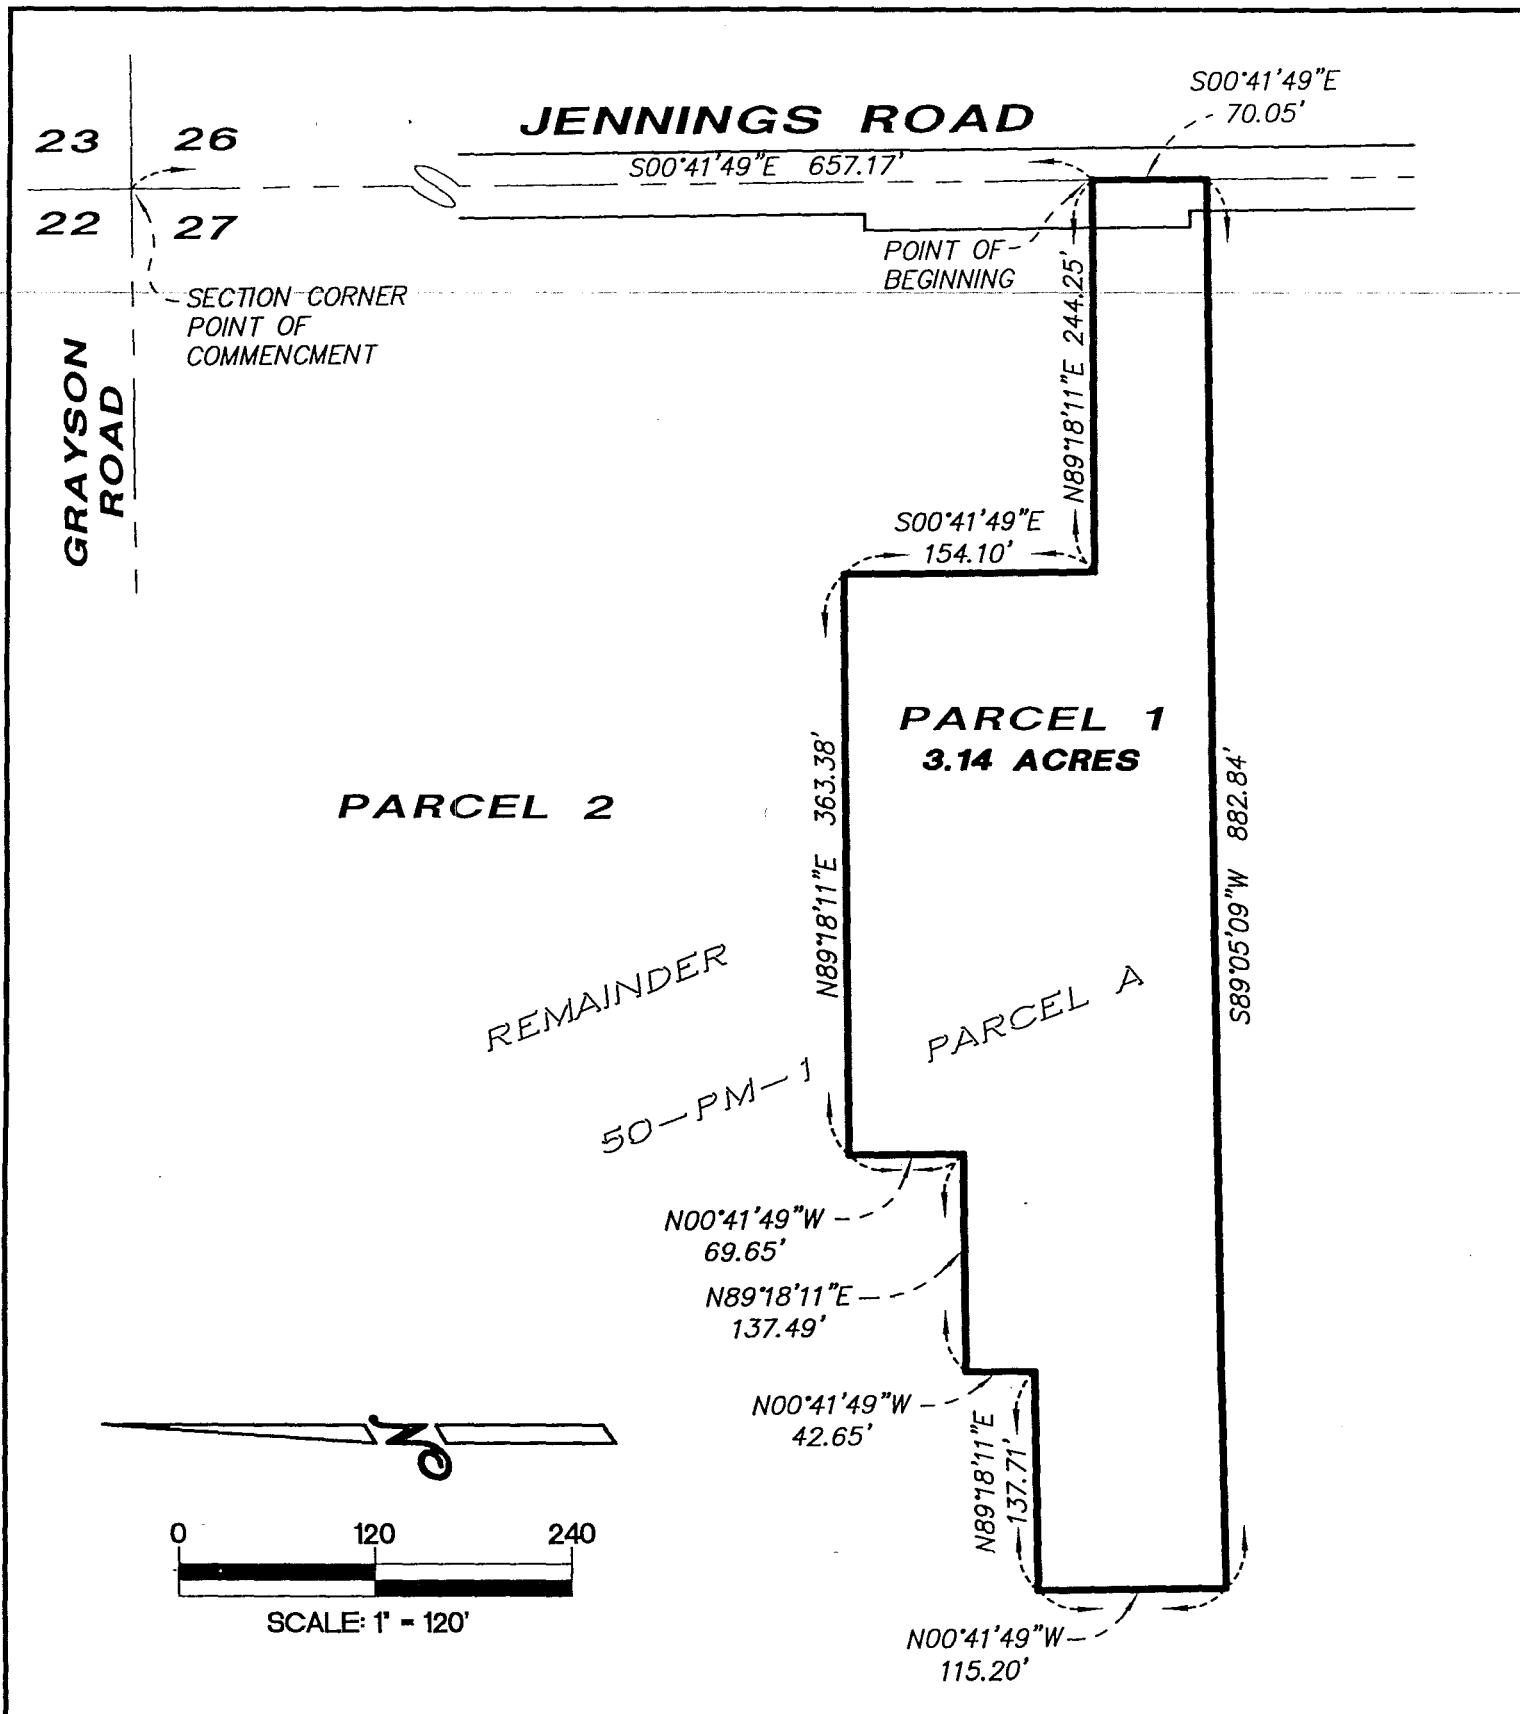 S00°41'49"E
70.05'
JENNINGS ROAD
23 26
S00°41'49"E 657.17'
22 27
POINT OF
BEGINNING
SECTION CORNER
POINT OF
COMMENCMENT
N89°18'11"E 244.25'
GRAYSON
ROAD
S00°41'49"E
154.10'
PARCEL 1
3.14 ACRES
PARCEL 2
N89°18'11"E 363.38'
S89°05'09"W 882.84'
REMAINDER
PARCEL A
50-PM-1
N00°41'49"W
69.65'
N89°18'11"E
137.49'
N00°41'49"W
42.65'
N89°18'11"E
137.71'
N
0 120 240
SCALE: 1" = 120'
N00°41'49"W
115.20'